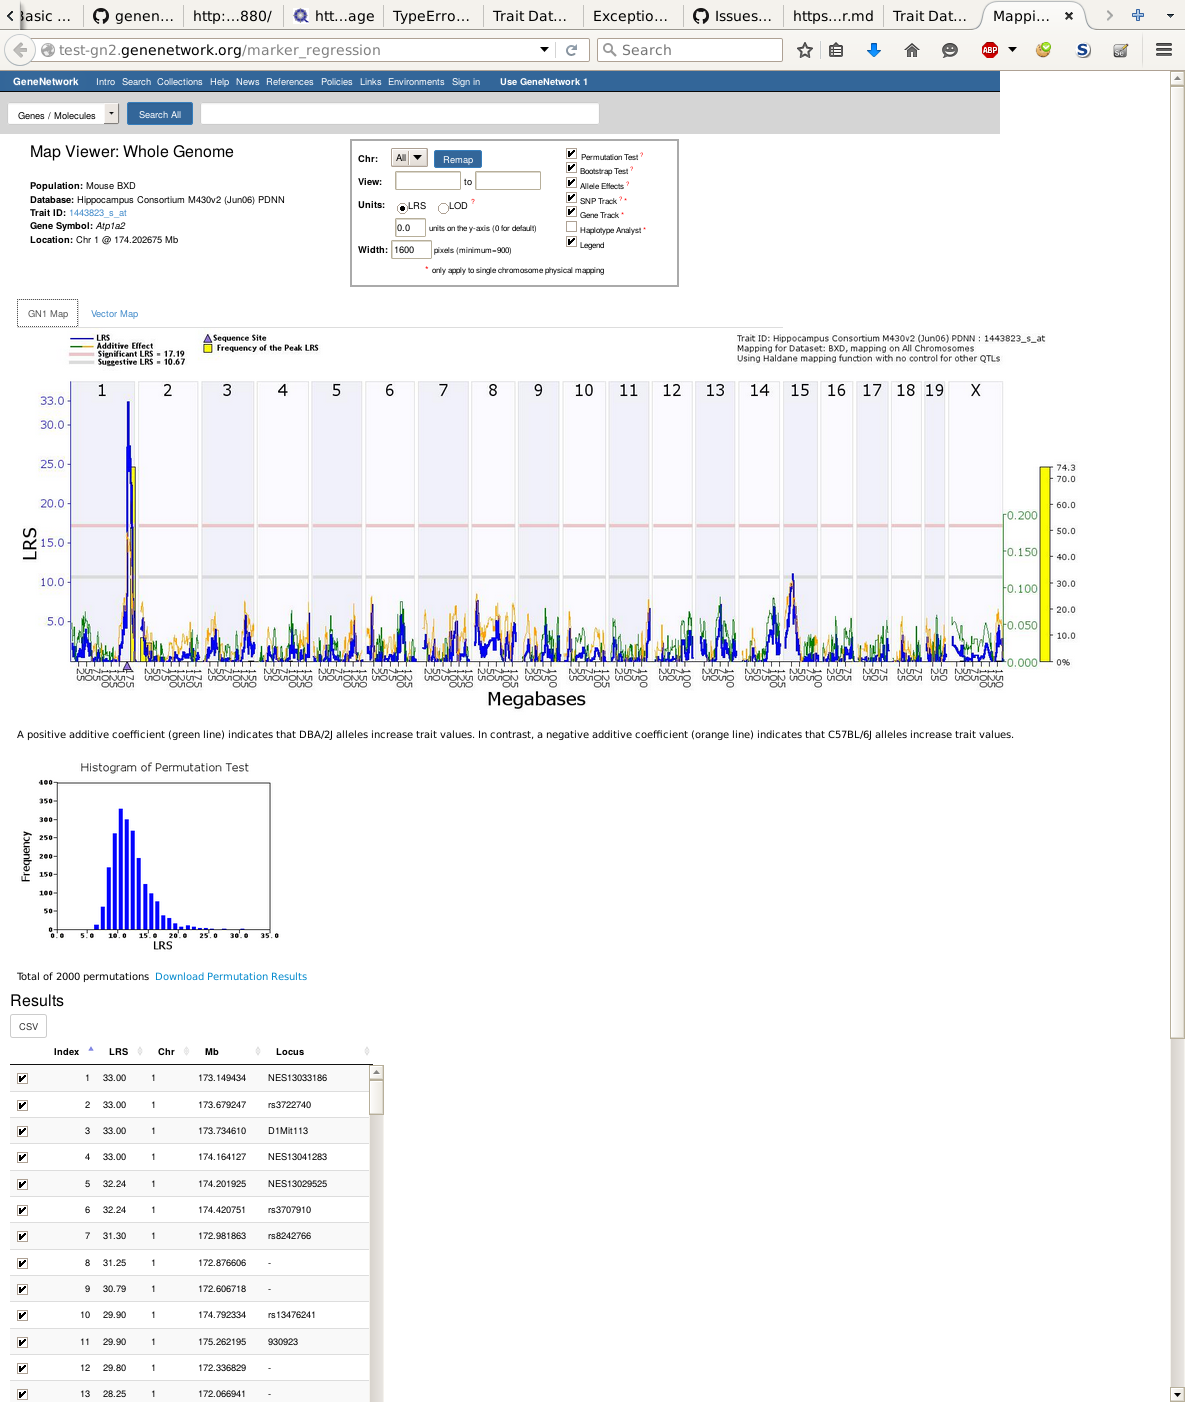 Basic ... genen... http:...880/ htt...age TypeErro... Trait Dat... Exceptio... Issues... https...r.md Trait Dat... Mappi...
test-gn2.genenetwork.org/marker_regression Search
GeneNetwork Intro Search Collections Help News References Policies Links Environments Sign in Use GeneNetwork 1
Genes / Molecules Search All
Map Viewer: Whole Genome
Population: Mouse BXD
Database: Hippocampus Consortium M430v2 (Jun06) PDNN
Trait ID: 1443823_s_at
Gene Symbol: Atp1a2
Location: Chr 1 @ 174.202675 Mb
Chr: All Remap
View: to
Units: LRS LOD ?
0.0 units on the y-axis (0 for default)
Width: 1600 pixels (minimum=900)
* only apply to single chromosome physical mapping
Permutation Test ?
Bootstrap Test ?
Allele Effects ?
SNP Track ? *
Gene Track *
Haplotype Analyst *
Legend
GN1 Map Vector Map
LRS
Additive Effect
Significant LRS = 17.19
Suggestive LRS = 10.67
Sequence Site
Frequency of the Peak LRS
Trait ID: Hippocampus Consortium M430v2 (Jun06) PDNN : 1443823_s_at
Mapping for Dataset: BXD, mapping on All Chromosomes
Using Haldane mapping function with no control for other QTLs
1 2 3 4 5 6 7 8 9 10 11 12 13 14 15 16 17 18 19 X
33.0
30.0
25.0
20.0
15.0
10.0
5.0
LRS
0.200
0.150
0.100
0.050
0.000
74.3
70.0
60.0
50.0
40.0
30.0
20.0
10.0
0%
Megabases
A positive additive coefficient (green line) indicates that DBA/2J alleles increase trait values. In contrast, a negative additive coefficient (orange line) indicates that C57BL/6J alleles increase trait values.
Histogram of Permutation Test
400
350
300
250
200
150
100
50
0
Frequency
0.0 5.0 10.0 15.0 20.0 25.0 30.0 35.0
LRS
Total of 2000 permutations Download Permutation Results
Results
CSV
Index LRS Chr Mb Locus
1 33.00 1 173.149434 NES13033186
2 33.00 1 173.679247 rs3722740
3 33.00 1 173.734610 D1Mit113
4 33.00 1 174.164127 NES13041283
5 32.24 1 174.201925 NES13029525
6 32.24 1 174.420751 rs3707910
7 31.30 1 172.981863 rs8242766
8 31.25 1 172.876606 -
9 30.79 1 172.606718 -
10 29.90 1 174.792334 rs13476241
11 29.90 1 175.262195 930923
12 29.80 1 172.336829 -
13 28.25 1 172.066941 -